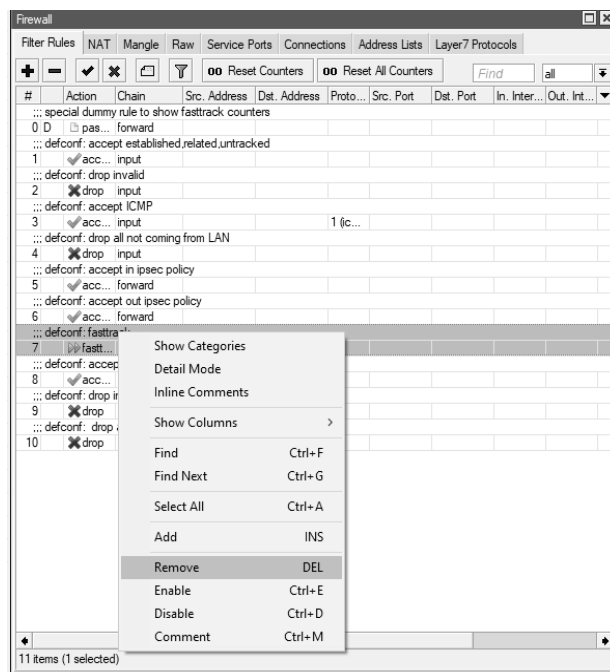 Firewall
Filter Rules NAT Mangle Raw Service Ports Connections Address Lists Layer7 Protocols
00 Reset Counters 00 Reset All Counters Find all
# Action Chain Src. Address Dst. Address Proto... Src. Port Dst. Port In. Inter... Out. Int...
;;; special dummy rule to show fasttrack counters
0 D pas... forward
;;; defconf: accept established,related,untracked
1 acc... input
;;; defconf: drop invalid
2 drop input
;;; defconf: accept ICMP
3 acc... input 1 (ic...
;;; defconf: drop all not coming from LAN
4 drop input
;;; defconf: accept in ipsec policy
5 acc... forward
;;; defconf: accept out ipsec policy
6 acc... forward
;;; defconf: fasttrack
7 fastt...
;;; defconf: accep
8 acc...
;;; defconf: drop i
9 drop
;;; defconf: drop a
10 drop
Show Categories
Detail Mode
Inline Comments
Show Columns >
Find Ctrl+F
Find Next Ctrl+G
Select All Ctrl+A
Add INS
Remove DEL
Enable Ctrl+E
Disable Ctrl+D
Comment Ctrl+M
11 items (1 selected)